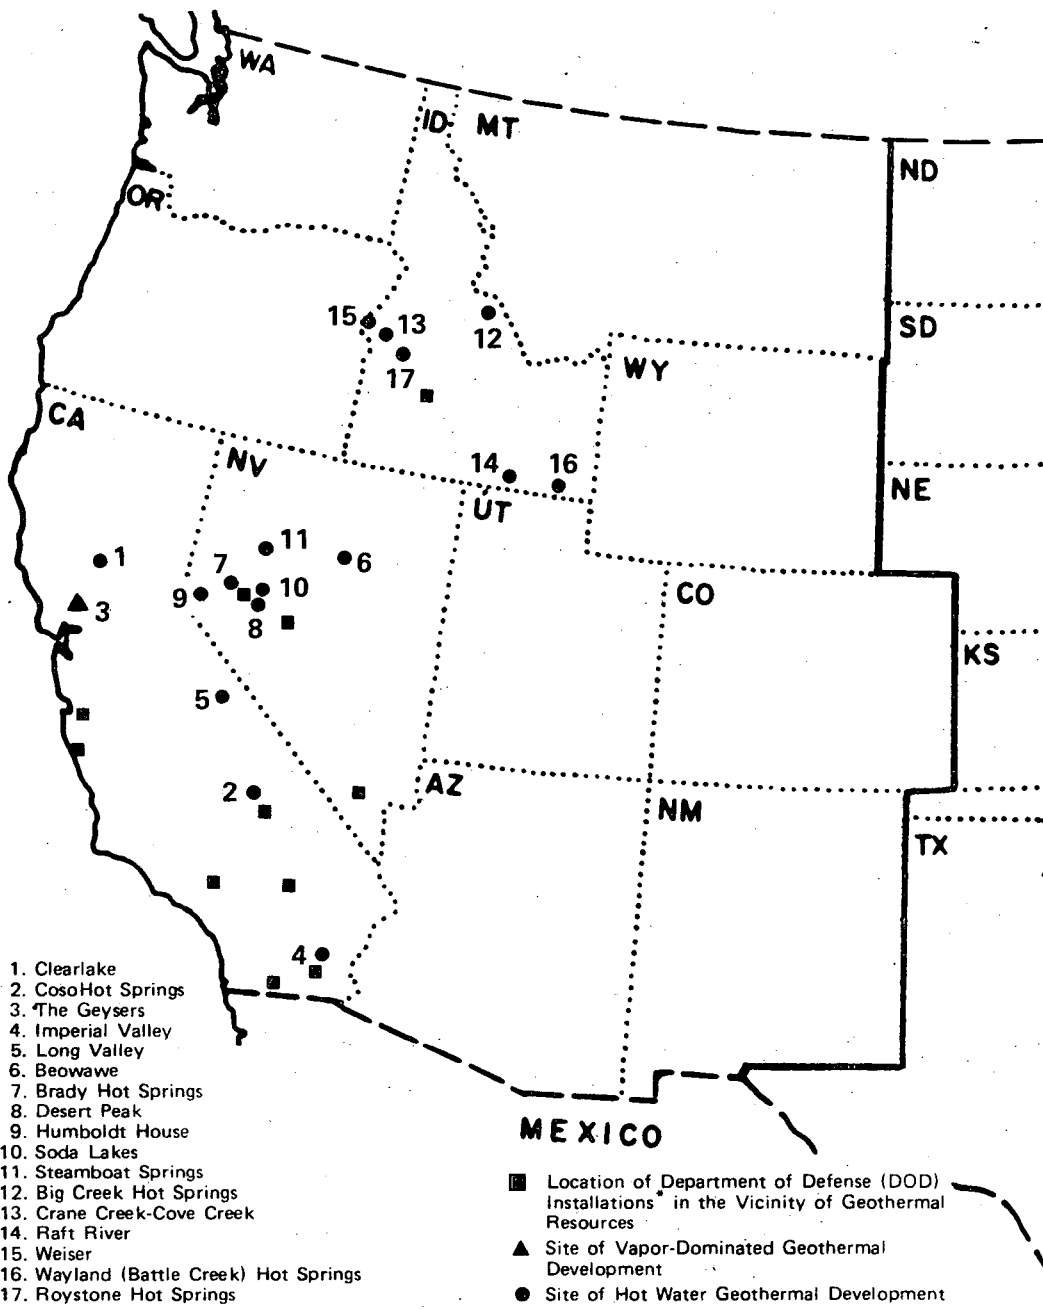 WA
ID MT
ND
OR
15 13
12
SD
17
WY
CA
NV
14 16
UT
NE
1
11
6
7
10
9
8
3
CO
KS
5
2
AZ
NM
TX
4
1. Clearlake
2. CosoHot Springs
3. The Geysers
4. Imperial Valley
5. Long Valley
6. Beowawe
7. Brady Hot Springs
8. Desert Peak
9. Humboldt House
10. Soda Lakes
11. Steamboat Springs
12. Big Creek Hot Springs
13. Crane Creek-Cove Creek
14. Raft River
15. Weiser
16. Wayland (Battle Creek) Hot Springs
17. Roystone Hot Springs
MEXICO
Location of Department of Defense (DOD)
Installations* in the Vicinity of Geothermal
Resources
Site of Vapor-Dominated Geothermal
Development
Site of Hot Water Geothermal Development